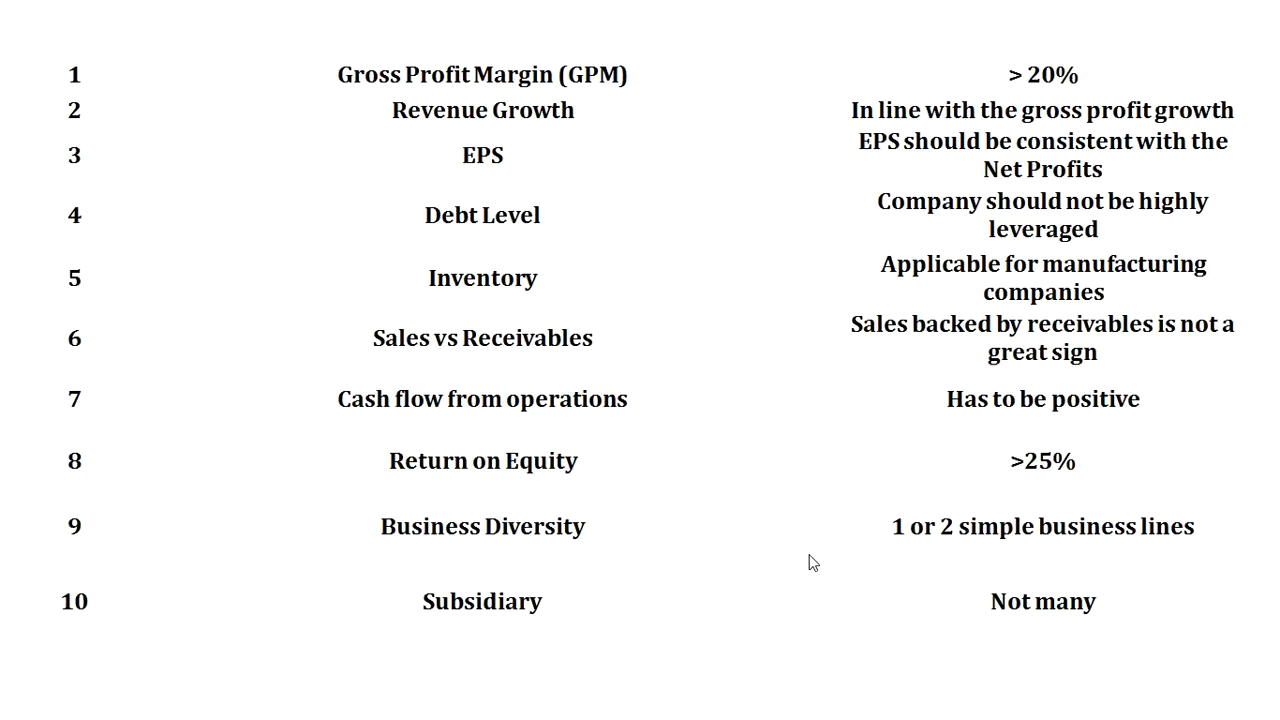 1 Gross Profit Margin (GPM) > 20%
2 Revenue Growth In line with the gross profit growth
3 EPS EPS should be consistent with the
Net Profits
4 Debt Level Company should not be highly
leveraged
5 Inventory Applicable for manufacturing
companies
6 Sales vs Receivables Sales backed by receivables is not a
great sign
7 Cash flow from operations Has to be positive
8 Return on Equity >25%
9 Business Diversity 1 or 2 simple business lines
10 Subsidiary Not many